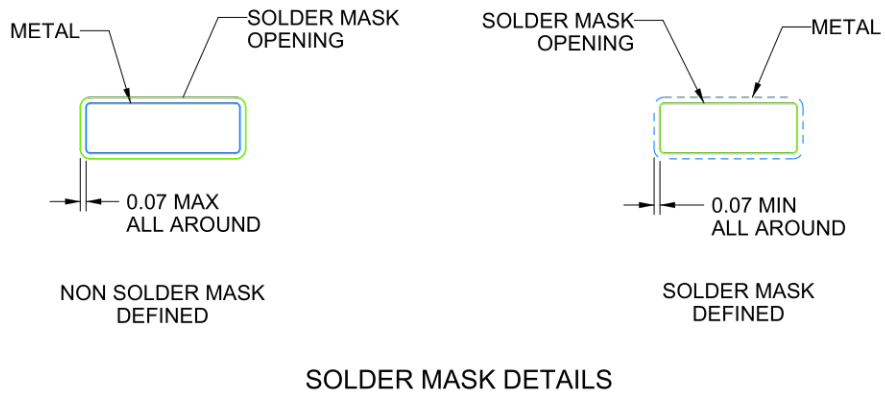 METAL
SOLDER MASK
OPENING
0.07 MAX
ALL AROUND
NON SOLDER MASK
DEFINED
SOLDER MASK
OPENING
METAL
0.07 MIN
ALL AROUND
SOLDER MASK
DEFINED
SOLDER MASK DETAILS